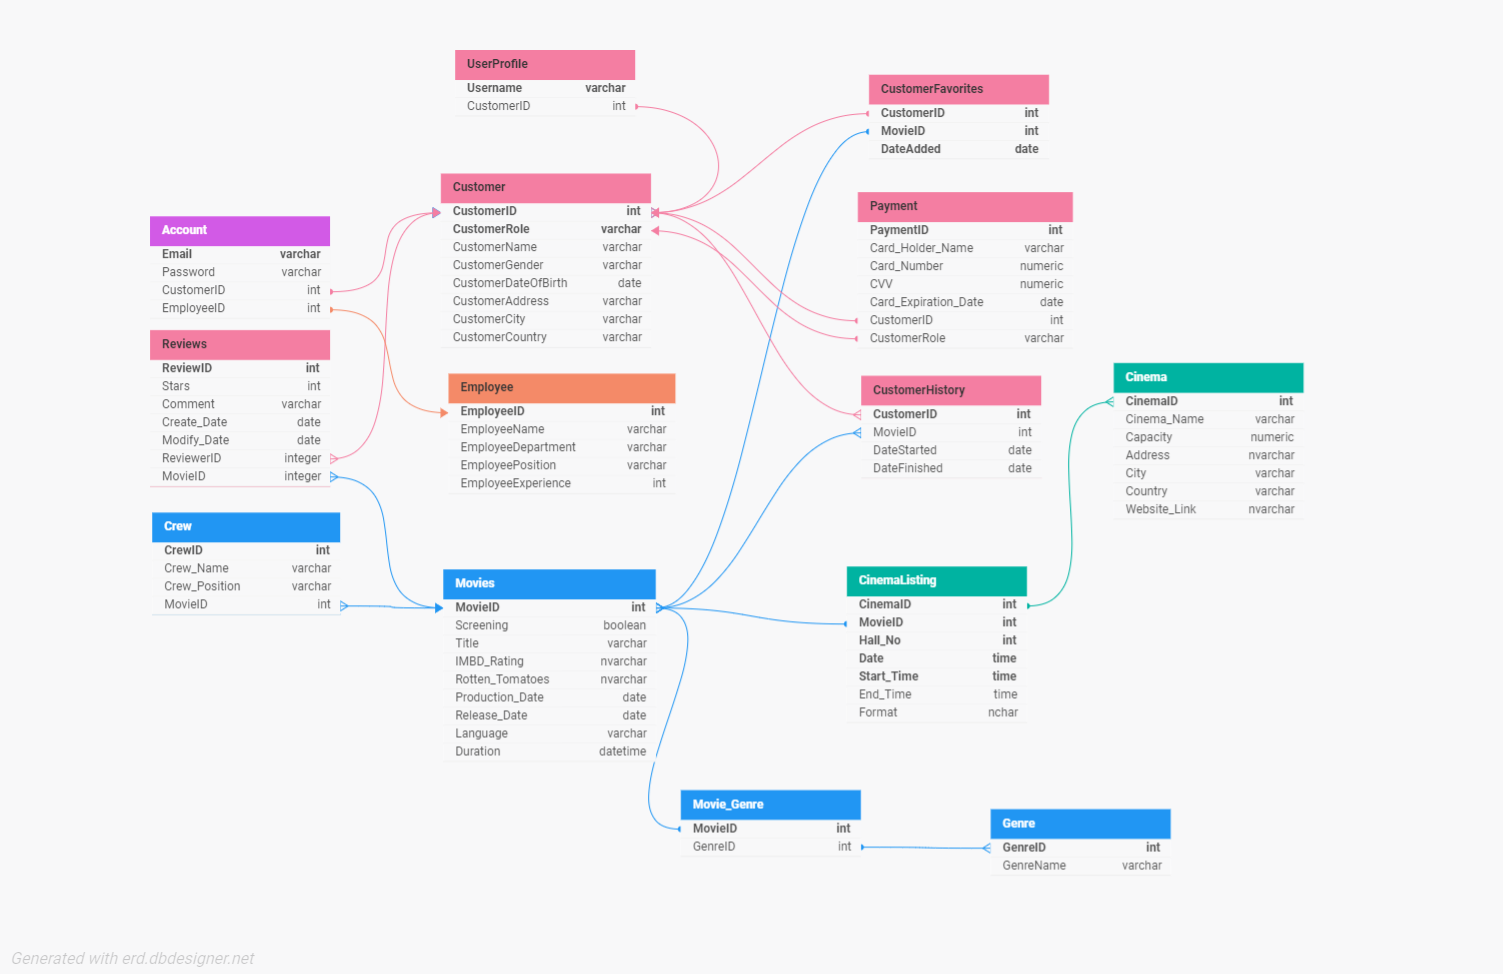 UserProfile
Username varchar
CustomerID int
CustomerFavorites
CustomerID int
MovieID int
DateAdded date
Customer
CustomerID int
CustomerRole varchar
CustomerName varchar
CustomerGender varchar
CustomerDateOfBirth date
CustomerAddress varchar
CustomerCity varchar
CustomerCountry varchar
Payment
PaymentID int
Card_Holder_Name varchar
Card_Number numeric
CVV numeric
Card_Expiration_Date date
CustomerID int
CustomerRole varchar
Account
Email varchar
Password varchar
CustomerID int
EmployeeID int
Reviews
ReviewID int
Stars int
Comment varchar
Create_Date date
Modify_Date date
ReviewerID integer
MovieID integer
Employee
EmployeeID int
EmployeeName varchar
EmployeeDepartment varchar
EmployeePosition varchar
EmployeeExperience int
CustomerHistory
CustomerID int
MovieID int
DateStarted date
DateFinished date
Cinema
CinemaID int
Cinema_Name varchar
Capacity numeric
Address nvarchar
City varchar
Country varchar
Website_Link nvarchar
Crew
CrewID int
Crew_Name varchar
Crew_Position varchar
MovieID int
Movies
MovieID int
Screening boolean
Title varchar
IMBD_Rating nvarchar
Rotten_Tomatoes nvarchar
Production_Date date
Release_Date date
Language varchar
Duration datetime
CinemaListing
CinemaID int
MovieID int
Hall_No int
Date time
Start_Time time
End_Time time
Format nchar
Movie_Genre
MovieID int
GenreID int
Genre
GenreID int
GenreName varchar
Generated with erd.dbdesigner.net